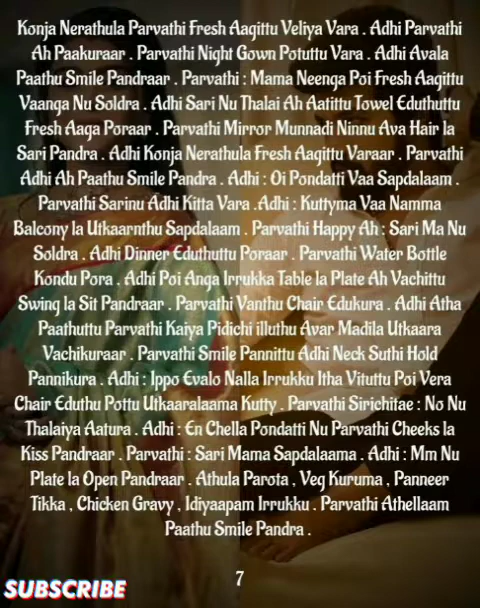 Konja Nerathula Parvathi Fresh Aagittu Veliya Vara . Adhi Parvathi
Ah Paakuraar . Parvathi Night Gown Potuttu Vara . Adhi Avala
Paathu Smile Pandraar . Parvathi : Mama Neenga Poi Fresh Aagittu
Vaanga Nu Soldra . Adhi Sari Nu Thalai Ah Aatittu Towel Eduthuttu
Fresh Aaga Poraar . Parvathi Mirror Munnadi Ninnu Ava Hair la
Sari Pandra . Adhi Konja Nerathula Fresh Aagittu Varaar . Parvathi
Adhi Ah Paathu Smile Pandra . Adhi : Oi Pondatti Vaa Sapdalaam .
Parvathi Sarinu Adhi Kitta Vara .Adhi : Kuttyma Vaa Namma
Balcony la Utkaarnthu Sapdalaam . Parvathi Happy Ah : Sari Ma Nu
Soldra . Adhi Dinner Eduthuttu Poraar . Parvathi Water Bottle
Kondu Pora . Adhi Poi Anga Irrukka Table la Plate Ah Vachittu
Swing la Sit Pandraar . Parvathi Vanthu Chair Edukura . Adhi Atha
Paathuttu Parvathi Kaiya Pidichi illuthu Avar Madila Utkaara
Vachikuraar . Parvathi Smile Pannittu Adhi Neck Suthi Hold
Pannikura . Adhi : Ippo Evalo Nalla Irrukku Itha Vituttu Poi Vera
Chair Eduthu Pottu Utkaaralaama Kutty . Parvathi Sirichitae : No Nu
Thalaiya Aatura . Adhi : En Chella Pondatti Nu Parvathi Cheeks la
Kiss Pandraar . Parvathi : Sari Mama Sapdalaama . Adhi : Mm Nu
Plate la Open Pandraar . Athula Parota , Veg Kuruma , Panneer
Tikka , Chicken Gravy , Idiyaapam Irrukku . Parvathi Athellaam
Paathu Smile Pandra .
7
SUBSCRIBE